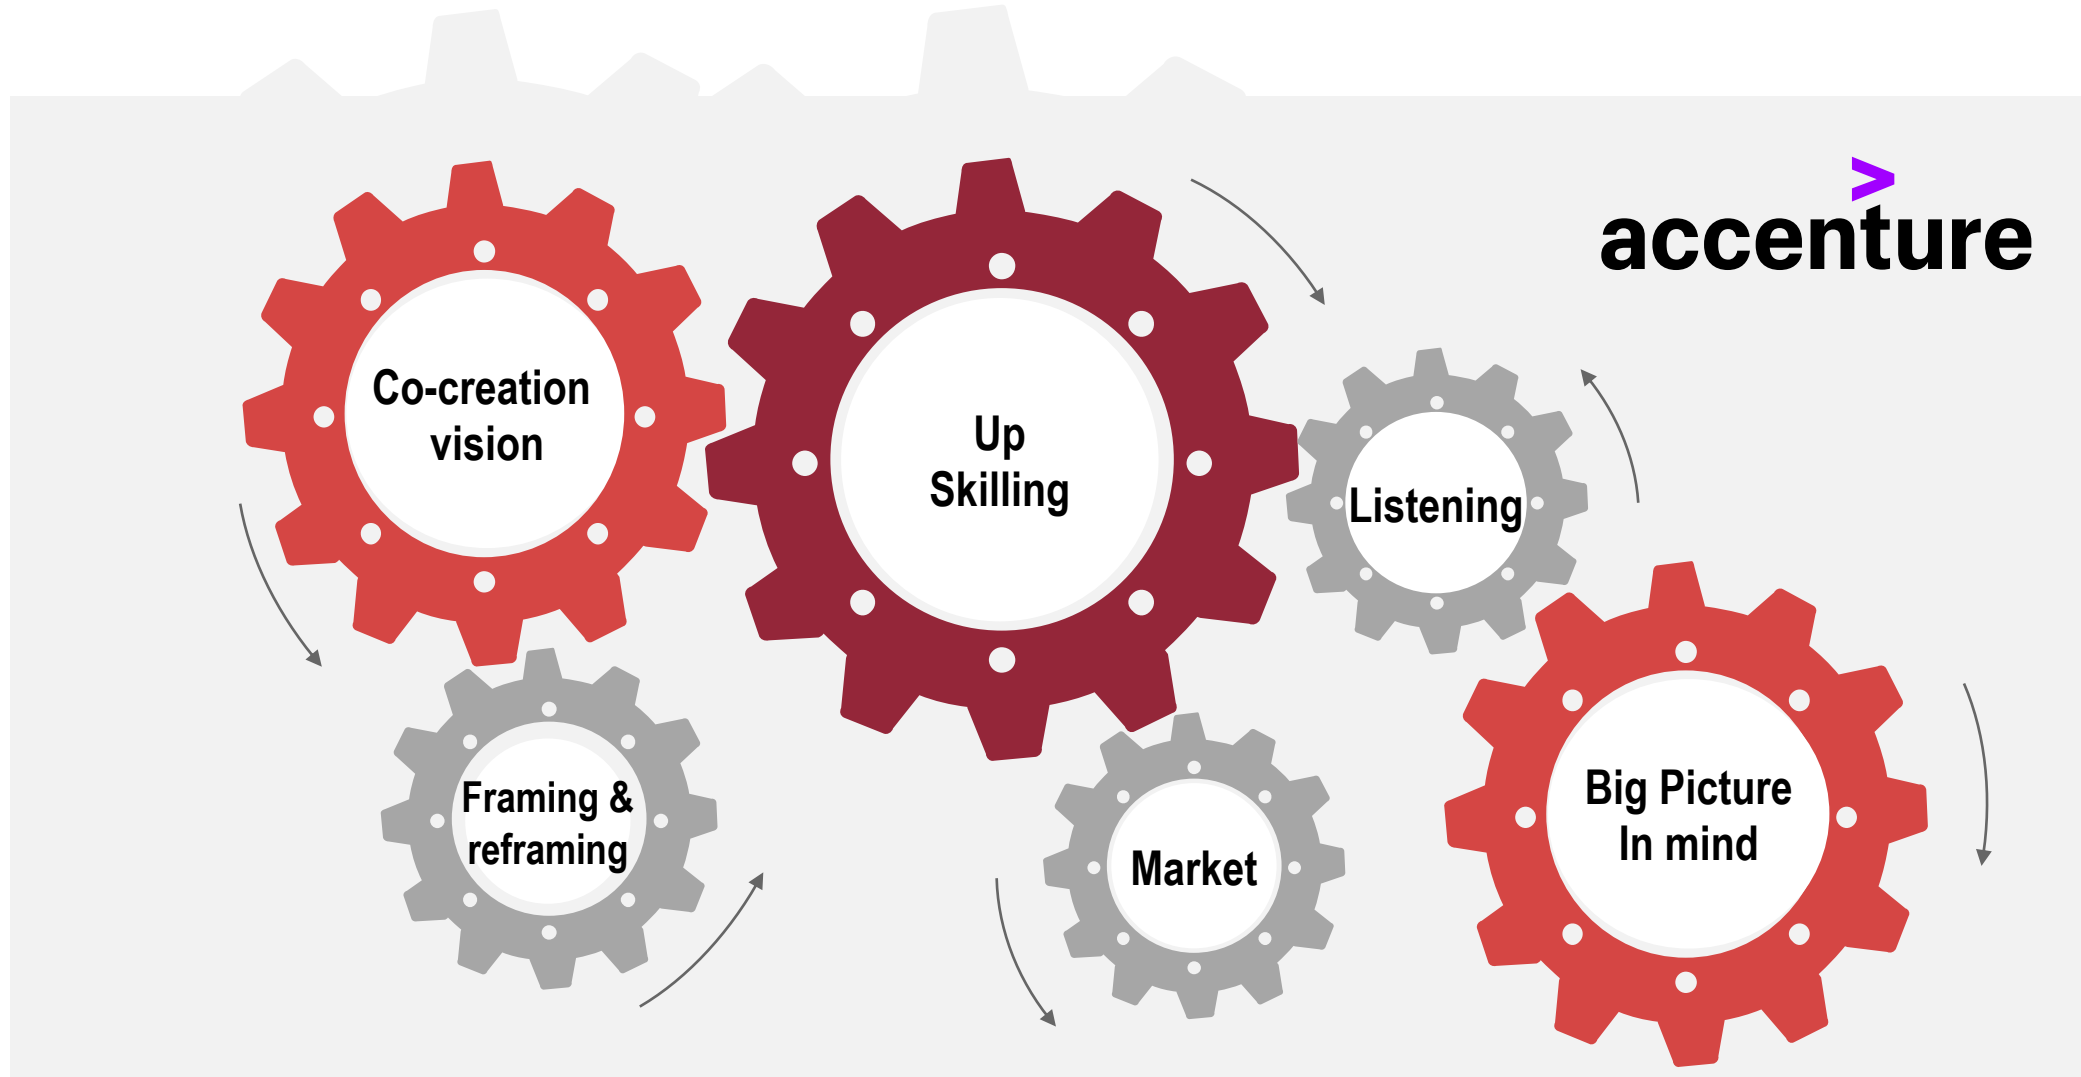 >
accenture
Co-creation
vision
Up
Skilling
Listening
Framing &
reframing
Market
Big Picture
In mind